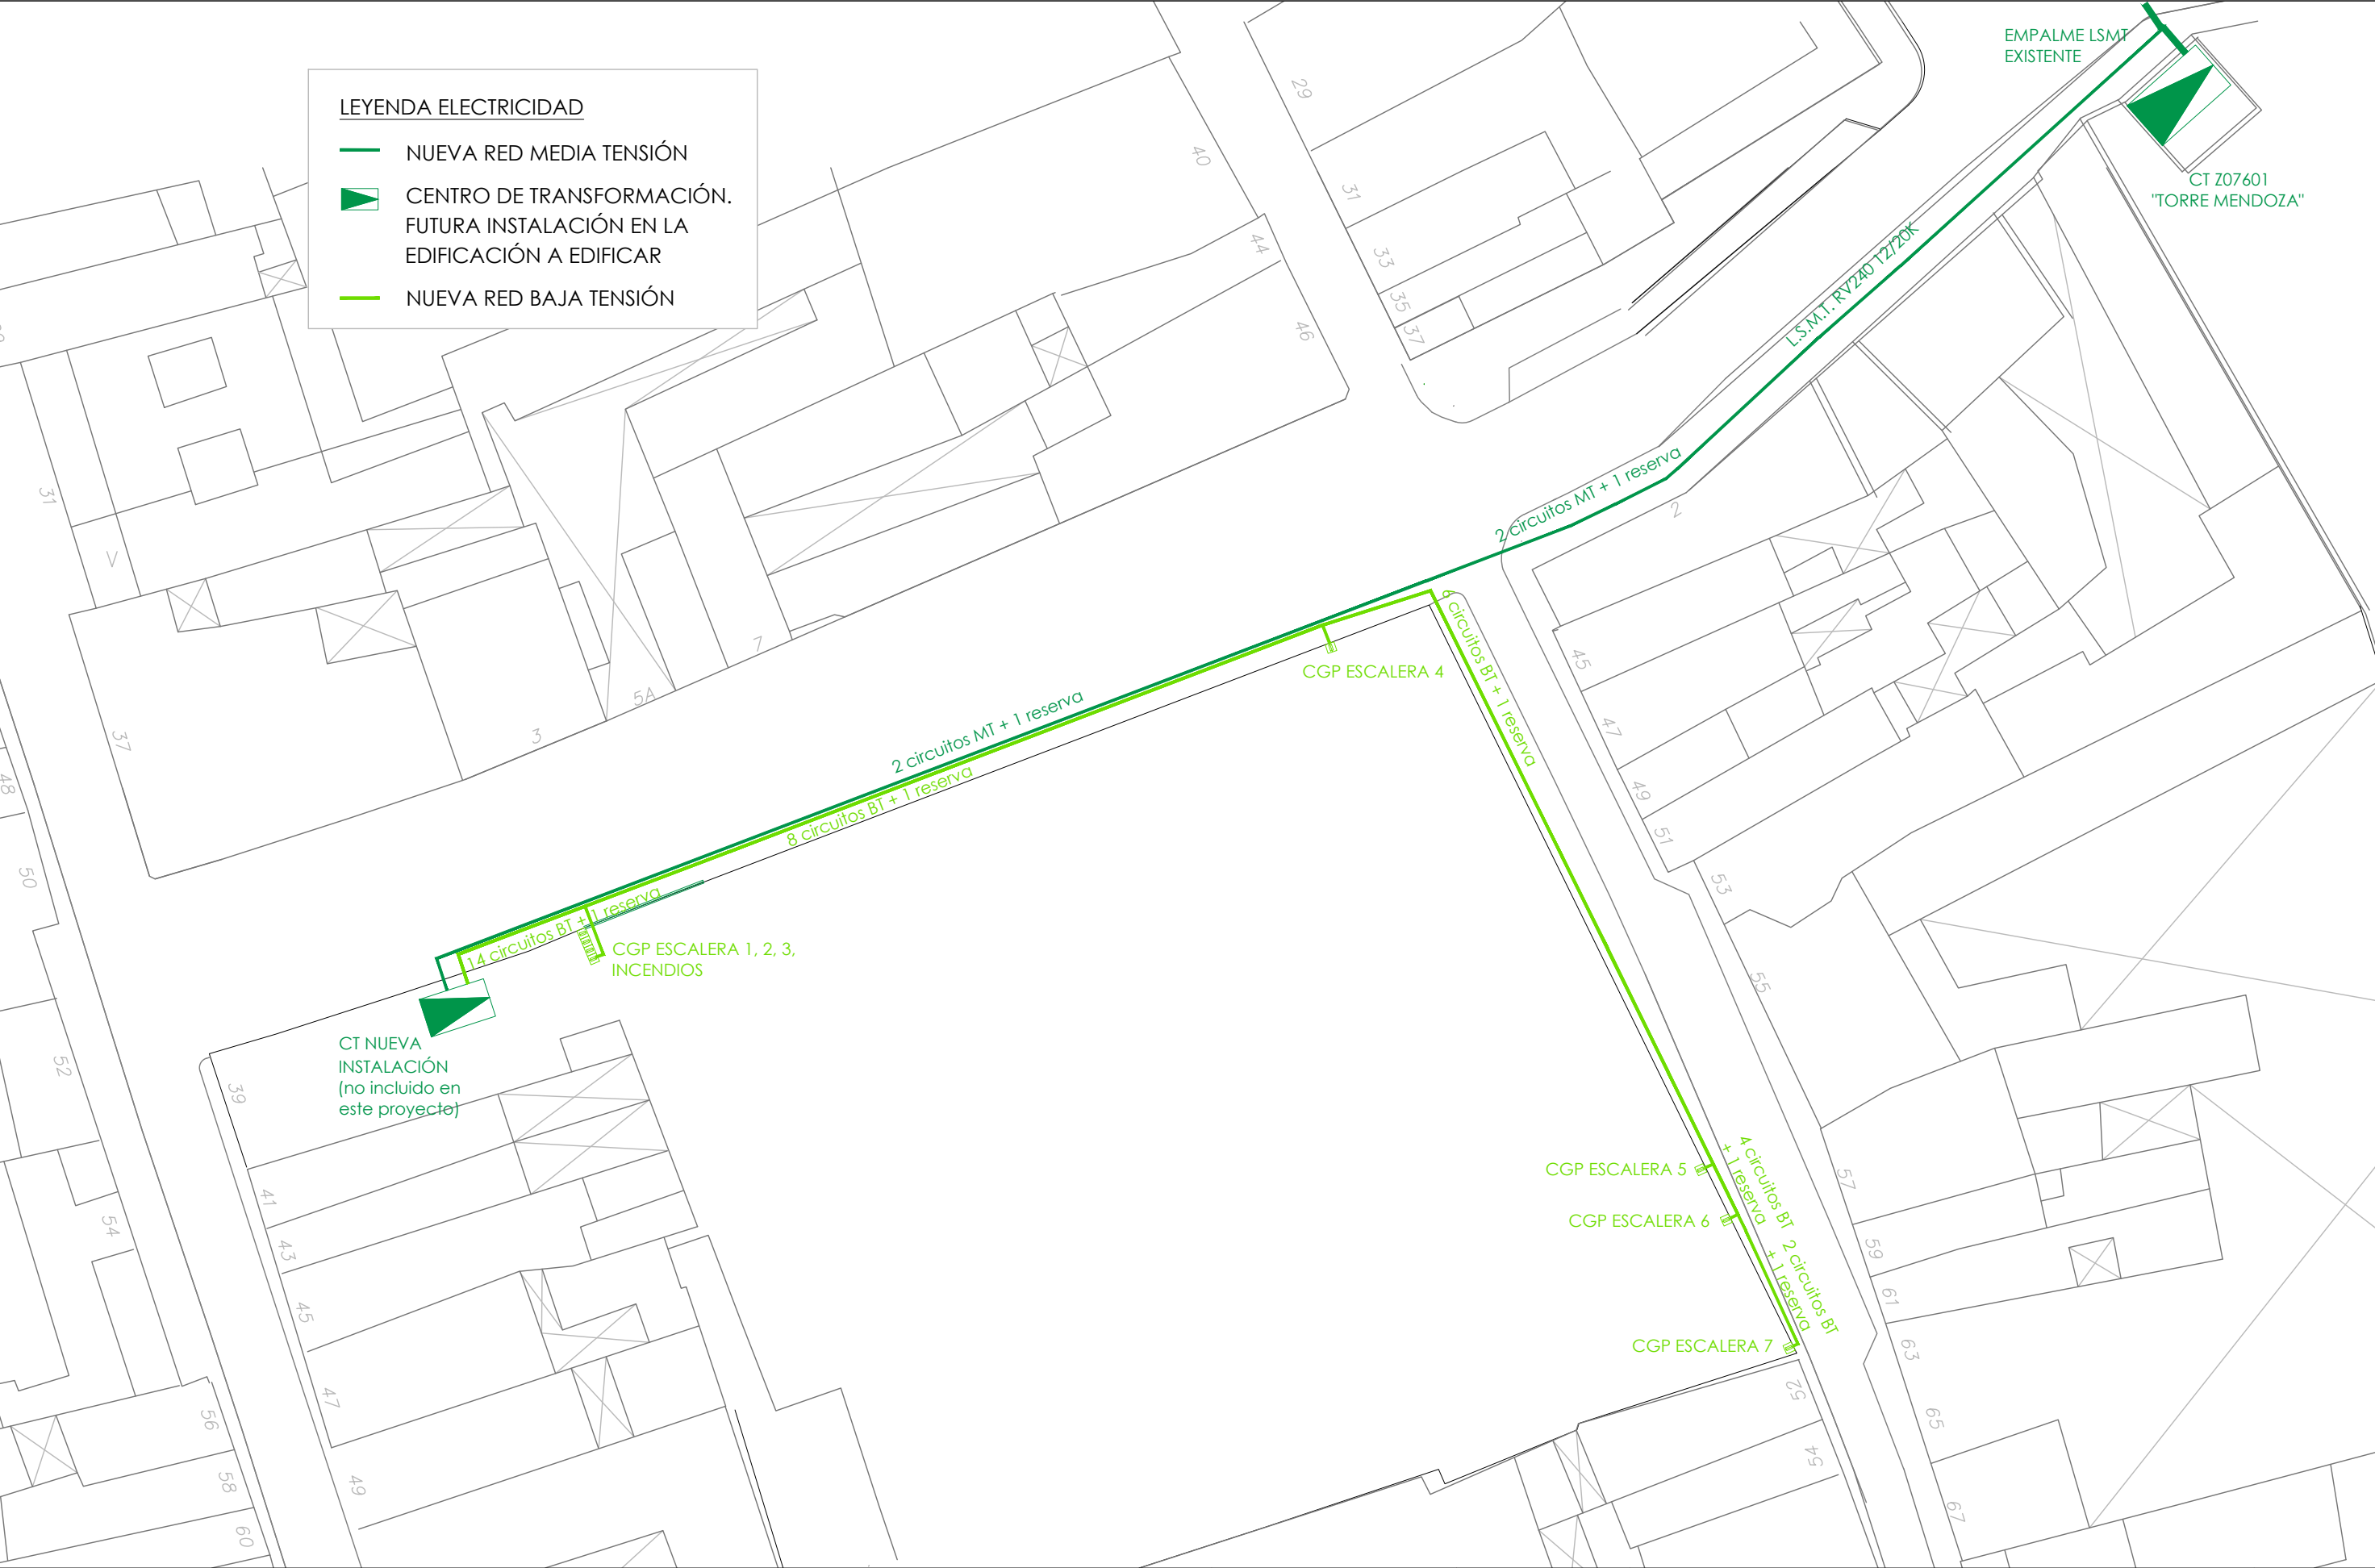 EMPALME LSMT
EXISTENTE
LEYENDA ELECTRICIDAD
NUEVA RED MEDIA TENSIÓN
CENTRO DE TRANSFORMACIÓN.
FUTURA INSTALACIÓN EN LA
EDIFICACIÓN A EDIFICAR
NUEVA RED BAJA TENSIÓN
CT Z07601
"TORRE MENDOZA"
L.S.M.T. RV240 12/20K
2 circuitos MT + 1 reserva
29
40
31
44
33
35
46
37
31
V
2
6 circuitos BT + 1 reserva
CGP ESCALERA 4
7
5A
3
37
48
50
45
47
49
51
53
55
2 circuitos MT + 1 reserva
8 circuitos BT + 1 reserva
14 circuitos BT + 1 reserva
CGP ESCALERA 1, 2, 3,
INCENDIOS
CT NUEVA
INSTALACIÓN
(no incluido en
este proyecto)
52
39
41
54
43
45
47
56
49
58
60
4 circuitos BT
+ 1 reserva
CGP ESCALERA 5
CGP ESCALERA 6
2 circuitos BT
+ 1 reserva
CGP ESCALERA 7
57
59
61
63
52
65
54
67